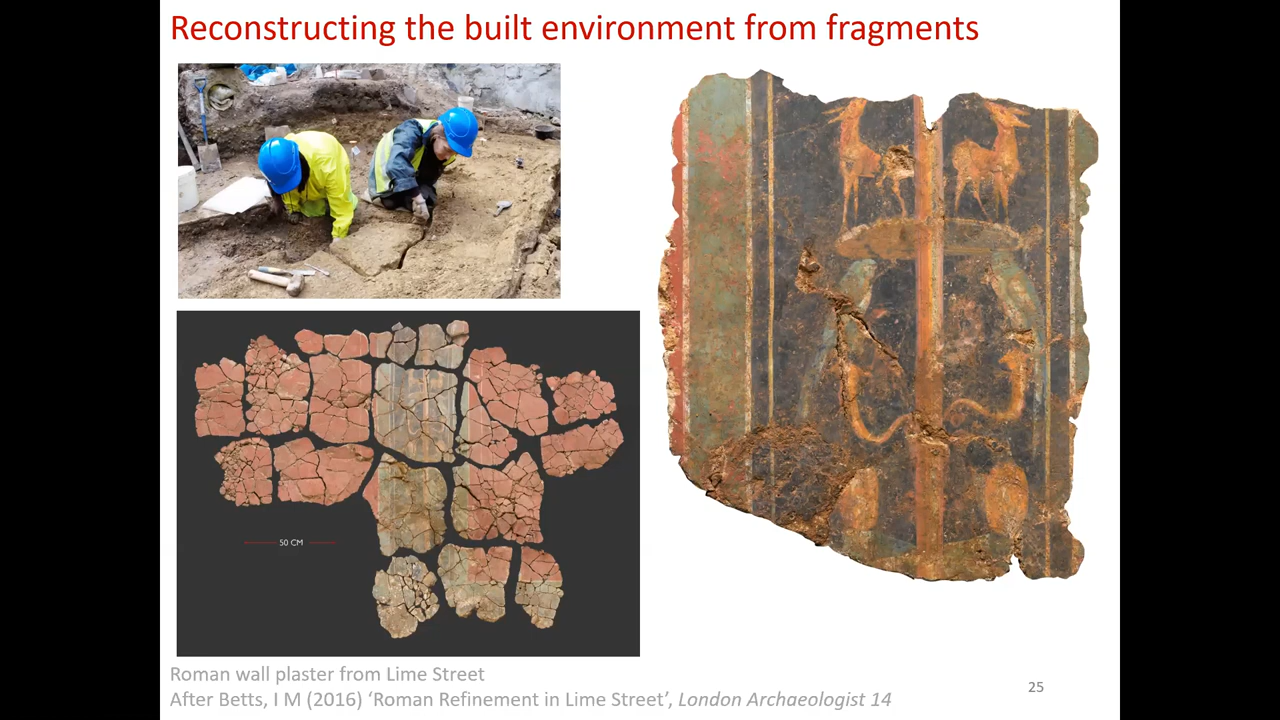 Reconstructing the built environment from fragments
50 CM
Roman wall plaster from Lime Street
After Betts, I M (2016) ‘Roman Refinement in Lime Street’, London Archaeologist 14
25